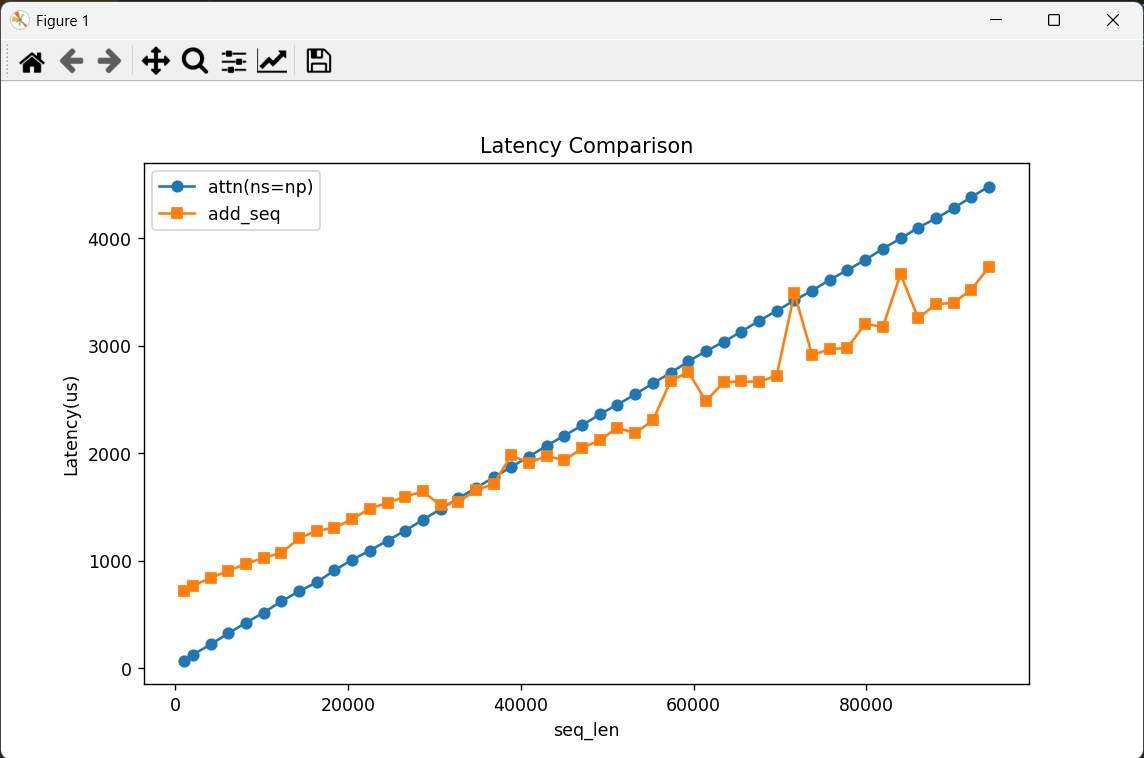 Figure 1
Latency Comparison
attn(ns=np)
add_seq
4000
3000
2000
1000
0
Latency(us)
0 20000 40000 60000 80000
seq_len